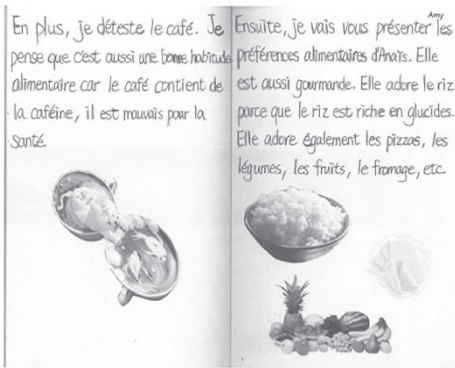 En plus, je déteste le café. Je
pense que c'est aussi une bonne habitude
alimentaire car le café contient de
la caféine, il est mauvais pour la
santé.
Amy
Ensuite, je vais vous présenter les
préférences alimentaires d'Anaïs. Elle
est aussi gourmande. Elle adore le riz
parce que le riz est riche en glucides.
Elle adore également les pizzas, les
légumes, les fruits, le fromage, etc.